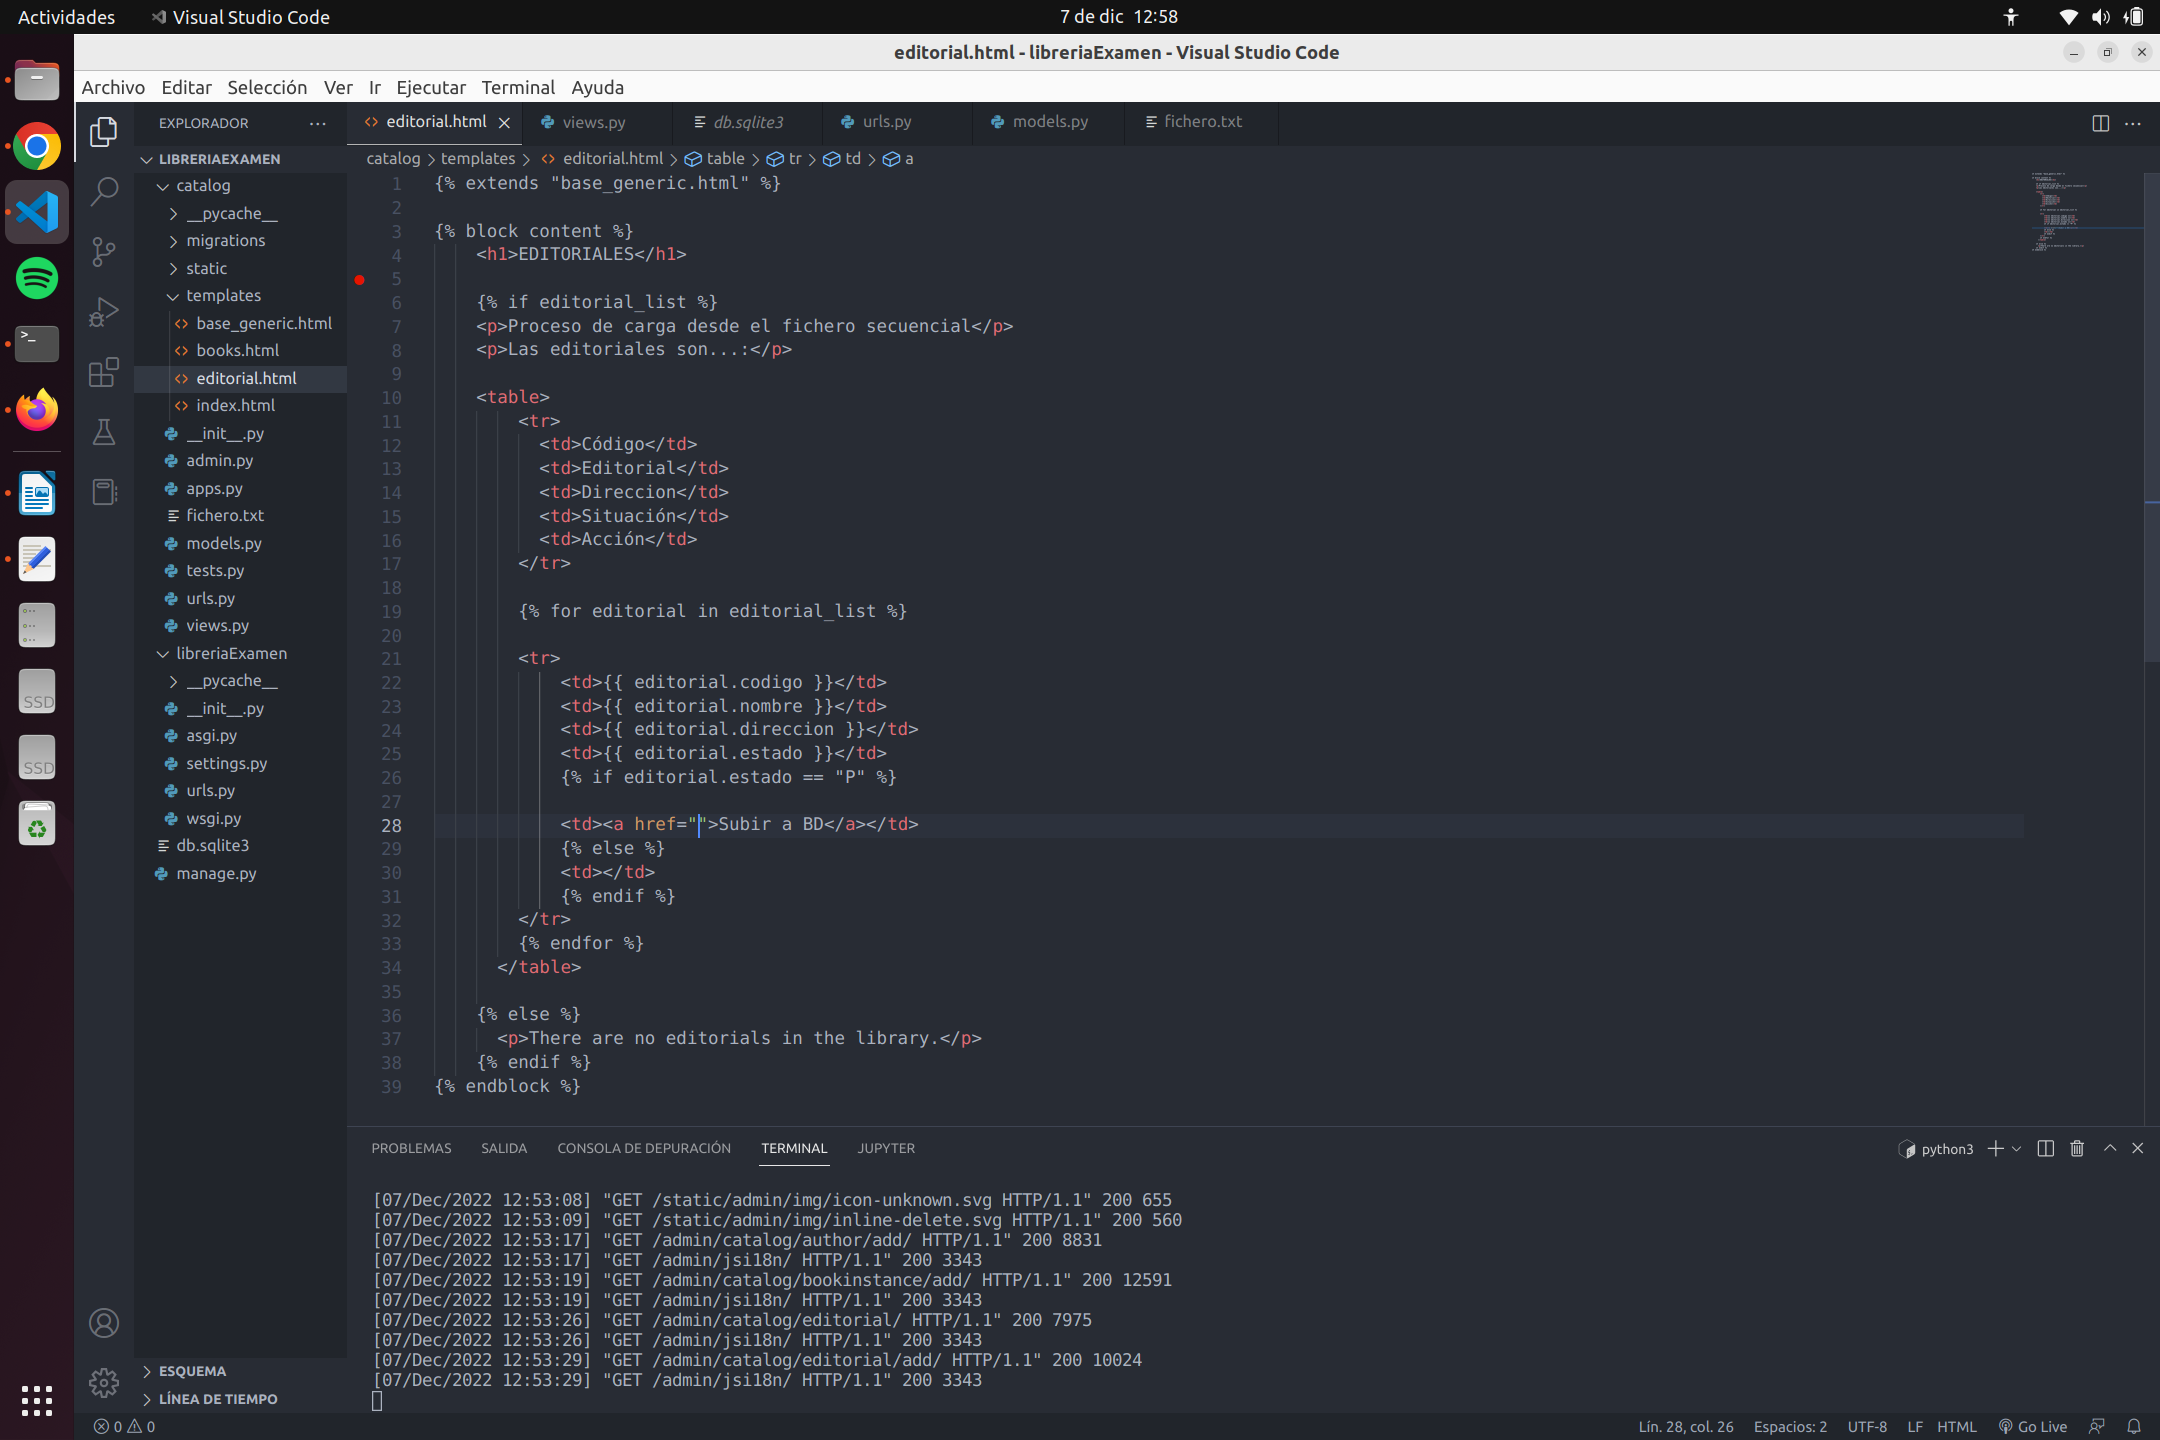 Actividades
Visual Studio Code
7 de dic 12:58
editorial.html - libreriaExamen - Visual Studio Code
Archivo Editar Selección Ver Ir Ejecutar Terminal Ayuda
EXPLORADOR
editorial.html
views.py
db.sqlite3
urls.py
models.py
fichero.txt
catalog > templates > editorial.html > table > tr > td > a
LIBRERIAEXAMEN
catalog
__pycache__
migrations
static
templates
base_generic.html
books.html
editorial.html
index.html
__init__.py
admin.py
apps.py
fichero.txt
models.py
tests.py
urls.py
views.py
libreriaExamen
__pycache__
__init__.py
asgi.py
settings.py
urls.py
wsgi.py
db.sqlite3
manage.py
ESQUEMA
LÍNEA DE TIEMPO
SSD
SSD
1 {% extends "base_generic.html" %}
2
3 {% block content %}
4 <h1>EDITORIALES</h1>
5
6 {% if editorial_list %}
7 <p>Proceso de carga desde el fichero secuencial</p>
8 <p>Las editoriales son...:</p>
9
10 <table>
11 <tr>
12 <td>Código</td>
13 <td>Editorial</td>
14 <td>Direccion</td>
15 <td>Situación</td>
16 <td>Acción</td>
17 </tr>
18
19 {% for editorial in editorial_list %}
20
21 <tr>
22 <td>{{ editorial.codigo }}</td>
23 <td>{{ editorial.nombre }}</td>
24 <td>{{ editorial.direccion }}</td>
25 <td>{{ editorial.estado }}</td>
26 {% if editorial.estado == "P" %}
27
28 <td><a href="">Subir a BD</a></td>
29 {% else %}
30 <td></td>
31 {% endif %}
32 </tr>
33 {% endfor %}
34 </table>
35
36 {% else %}
37 <p>There are no editorials in the library.</p>
38 {% endif %}
39 {% endblock %}
PROBLEMAS SALIDA CONSOLA DE DEPURACIÓN TERMINAL JUPYTER
python3
[07/Dec/2022 12:53:08] "GET /static/admin/img/icon-unknown.svg HTTP/1.1" 200 655
[07/Dec/2022 12:53:09] "GET /static/admin/img/inline-delete.svg HTTP/1.1" 200 560
[07/Dec/2022 12:53:17] "GET /admin/catalog/author/add/ HTTP/1.1" 200 8831
[07/Dec/2022 12:53:17] "GET /admin/jsi18n/ HTTP/1.1" 200 3343
[07/Dec/2022 12:53:19] "GET /admin/catalog/bookinstance/add/ HTTP/1.1" 200 12591
[07/Dec/2022 12:53:19] "GET /admin/jsi18n/ HTTP/1.1" 200 3343
[07/Dec/2022 12:53:26] "GET /admin/catalog/editorial/ HTTP/1.1" 200 7975
[07/Dec/2022 12:53:26] "GET /admin/jsi18n/ HTTP/1.1" 200 3343
[07/Dec/2022 12:53:29] "GET /admin/catalog/editorial/add/ HTTP/1.1" 200 10024
[07/Dec/2022 12:53:29] "GET /admin/jsi18n/ HTTP/1.1" 200 3343
0 0
Lín. 28, col. 26 Espacios: 2 UTF-8 LF HTML Go Live